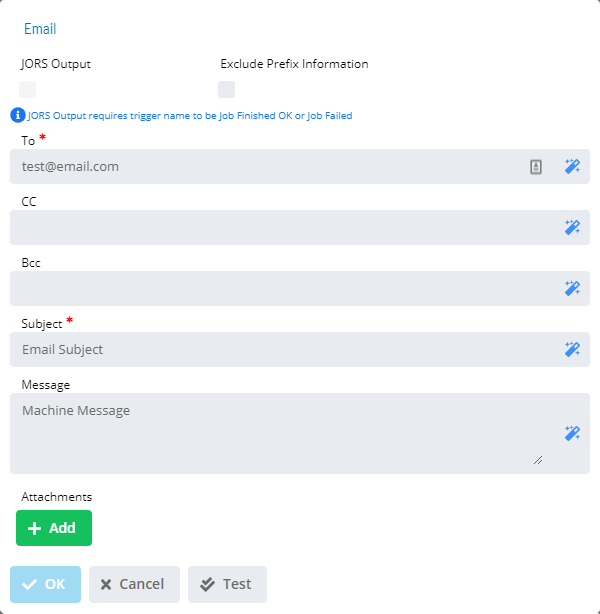 Email
JORS Output
Exclude Prefix Information
JORS Output requires trigger name to be Job Finished OK or Job Failed
To *
test@email.com
CC
Bcc
Subject *
Email Subject
Message
Machine Message
Attachments
Add
OK
Cancel
Test